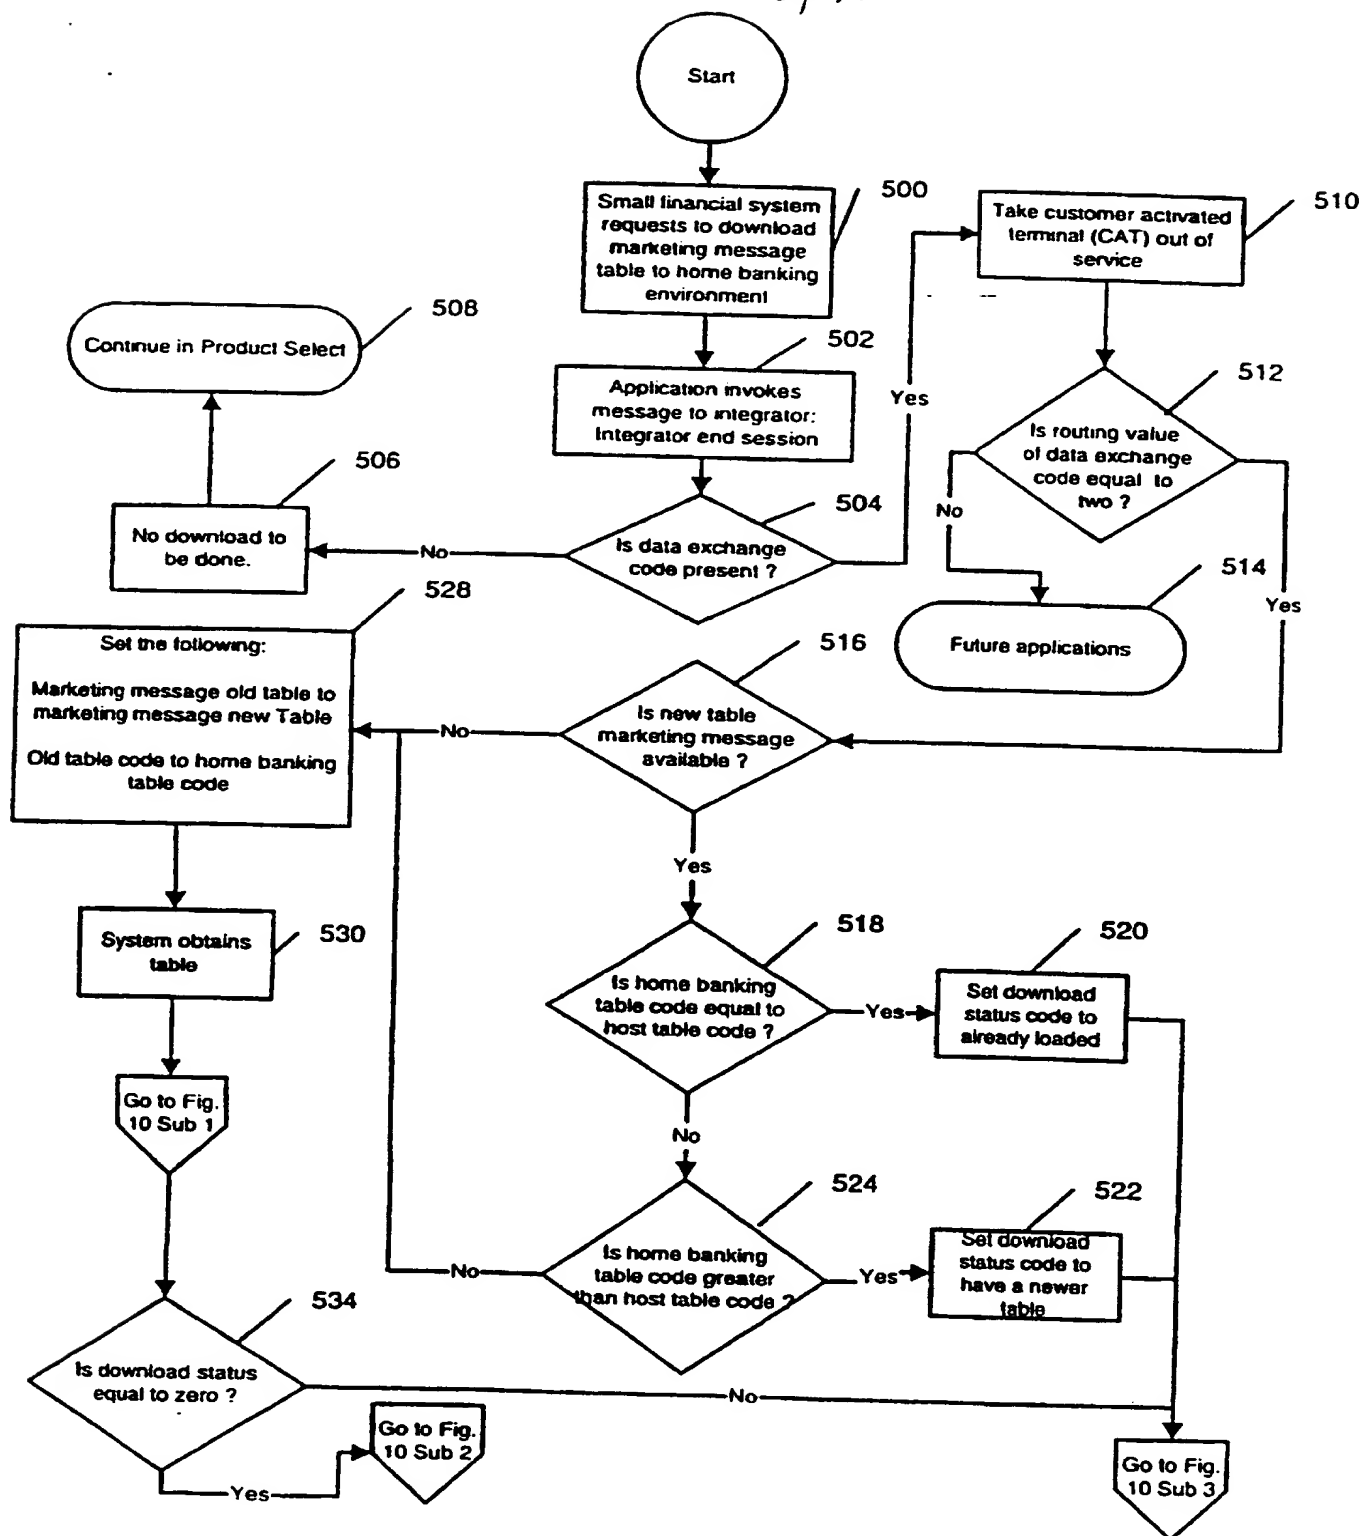 Start
500
Small financial system
requests to download
marketing message
table to home banking
environment
510
Take customer activated
terminal (CAT) out of
service
508
Continue in Product Select
502
Application invokes
message to integrator:
Integrator end session
Yes
512
Is routing value
of data exchange
code equal to
two ?
506
No download to
be done.
No
504
Is data exchange
code present ?
No
514
Future applications
Yes
528
Set the following:
Marketing message old table to
marketing message new Table
Old table code to home banking
table code
No
516
Is new table
marketing message
available ?
Yes
530
System obtains
table
518
Is home banking
table code equal to
host table code ?
Yes
520
Set download
status code to
already loaded
Go to Fig.
10 Sub 1
No
524
Is home banking
table code greater
than host table code ?
No
Yes
522
Set download
status code to
have a newer
table
534
Is download status
equal to zero ?
No
Yes
Go to Fig.
10 Sub 2
Go to Fig.
10 Sub 3